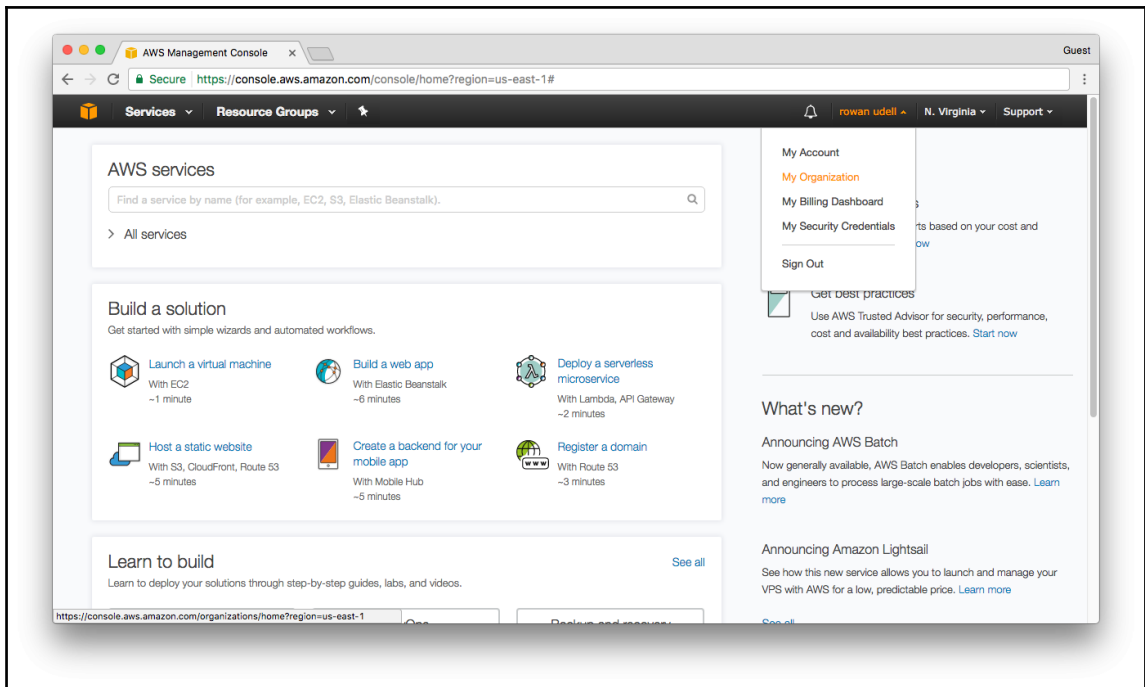 AWS Management Console
Guest
Secure https://console.aws.amazon.com/console/home?region=us-east-1#
Services Resource Groups rowan udell N. Virginia Support
My Account
My Organization
My Billing Dashboard
My Security Credentials
Sign Out
AWS services
Find a service by name (for example, EC2, S3, Elastic Beanstalk).
All services
based on your cost and
Build a solution
Get started with simple wizards and automated workflows.
Launch a virtual machine
With EC2
~1 minute
Build a web app
With Elastic Beanstalk
~6 minutes
Deploy a serverless
microservice
With Lambda, API Gateway
~2 minutes
Host a static website
With S3, CloudFront, Route 53
~5 minutes
Create a backend for your
mobile app
With Mobile Hub
~5 minutes
Register a domain
With Route 53
~3 minutes
Learn to build
See all
Learn to deploy your solutions through step-by-step guides, labs, and videos.
Get best practices
Use AWS Trusted Advisor for security, performance,
cost and availability best practices. Start now
What's new?
Announcing AWS Batch
Now generally available, AWS Batch enables developers, scientists,
and engineers to process large-scale batch jobs with ease. Learn
more
Announcing Amazon Lightsail
See how this new service allows you to launch and manage your
VPS with AWS for a low, predictable price. Learn more
See all
https://console.aws.amazon.com/organizations/home?region=us-east-1
Backup and recovery